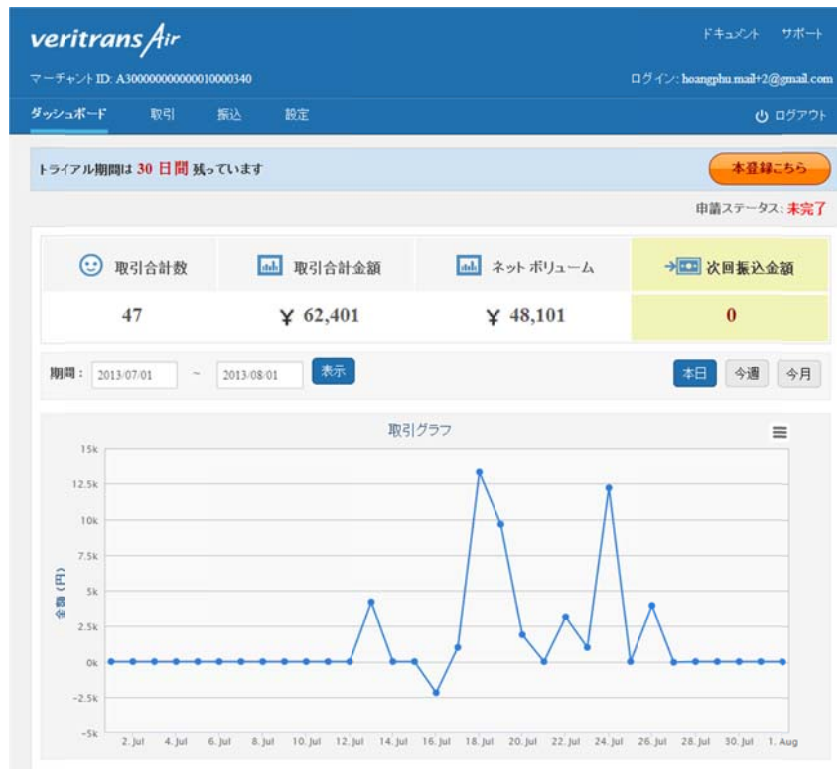 veritrans Air
ドキュメント サポート
マーチャントID: A30000000000010000340
ログイン: hoangphu.mail+2@gmail.com
ダッシュボード 取引 振込 設定 ログアウト
トライアル期間は 30 日間 残っています 本登録こちら
申請ステータス: 未完了
取引合計数 取引合計金額 ネット ボリューム 次回振込金額
47 ¥ 62,401 ¥ 48,101 0
期間: 2013/07/01 ~ 2013/08/01 表示 本日 今週 今月
取引グラフ
15k
12.5k
10k
7.5k
5k
2.5k
0k
-2.5k
-5k
金額 (円)
2. Jul 4. Jul 6. Jul 8. Jul 10. Jul 12. Jul 14. Jul 16. Jul 18. Jul 20. Jul 22. Jul 24. Jul 26. Jul 28. Jul 30. Jul 1. Aug